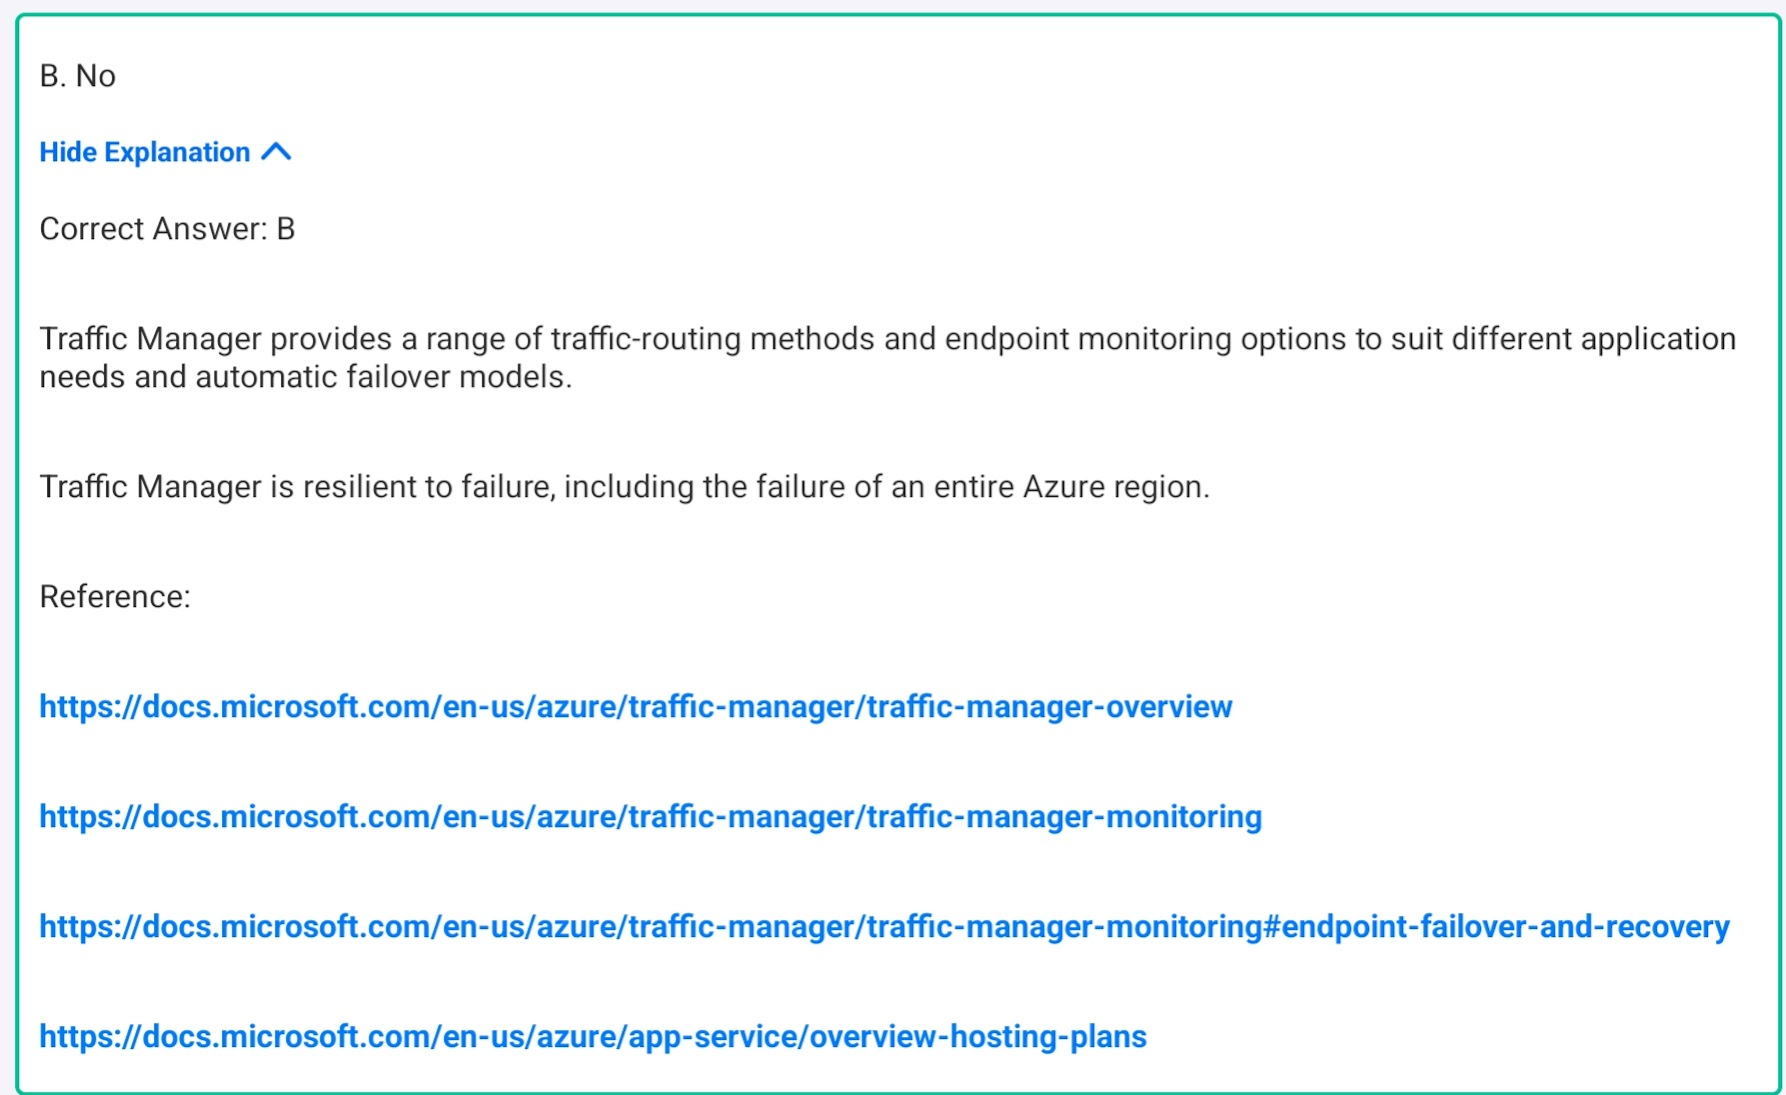 B. No
Hide Explanation
Correct Answer: B
Traffic Manager provides a range of traffic-routing methods and endpoint monitoring options to suit different application
needs and automatic failover models.
Traffic Manager is resilient to failure, including the failure of an entire Azure region.
Reference:
https://docs.microsoft.com/en-us/azure/traffic-manager/traffic-manager-overview
https://docs.microsoft.com/en-us/azure/traffic-manager/traffic-manager-monitoring
https://docs.microsoft.com/en-us/azure/traffic-manager/traffic-manager-monitoring#endpoint-failover-and-recovery
https://docs.microsoft.com/en-us/azure/app-service/overview-hosting-plans